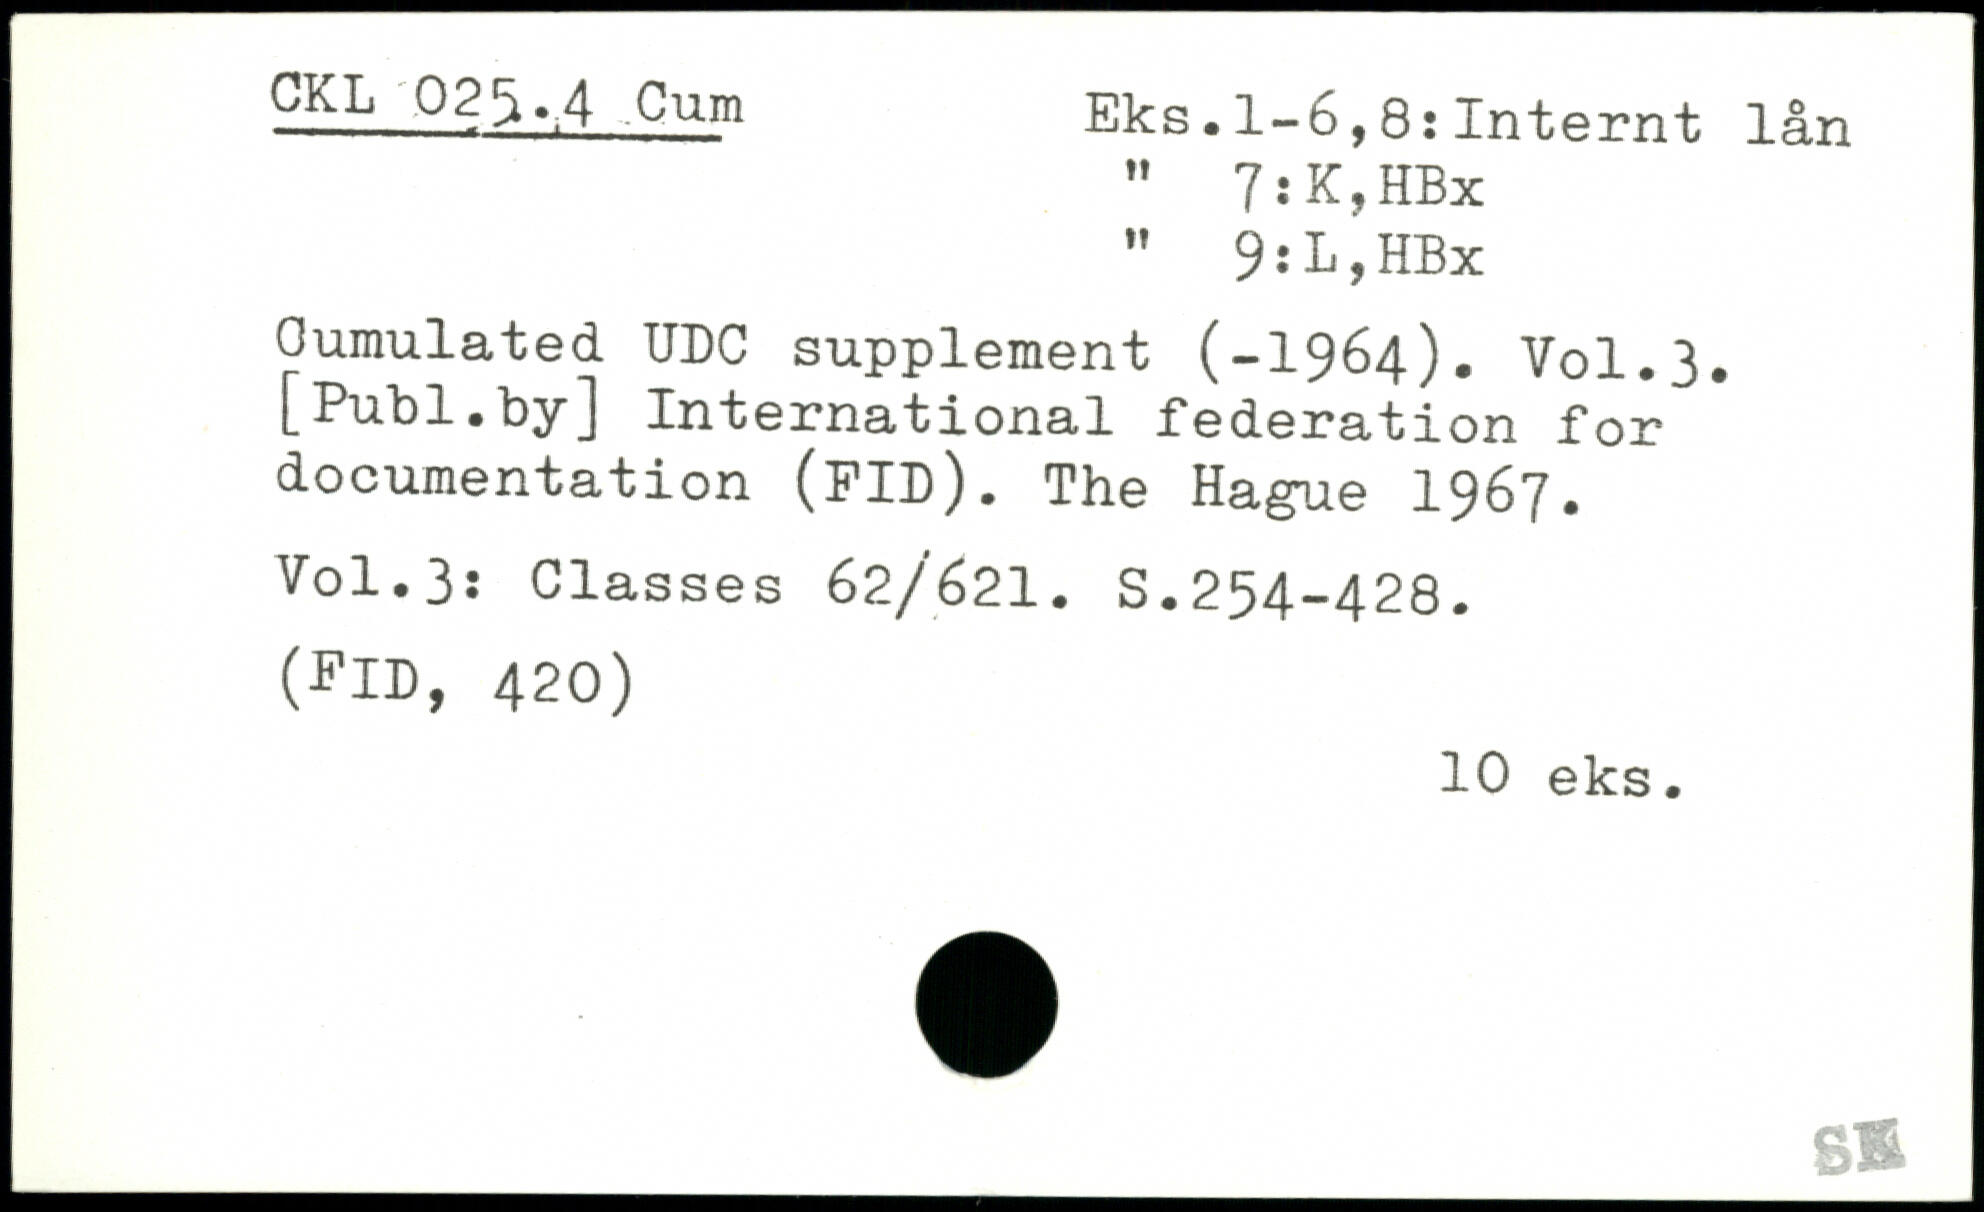 CKL 025.4 Cum
Eks.1-6,8:Internt lån
" 7:K,HBx
" 9:L,HBx
Cumulated UDC supplement (-1964). Vol.3.
[Publ.by] International federation for
documentation (FID). The Hague 1967.
Vol.3: Classes 62/621. S.254-428.
(FID, 420)
10 eks.
SK